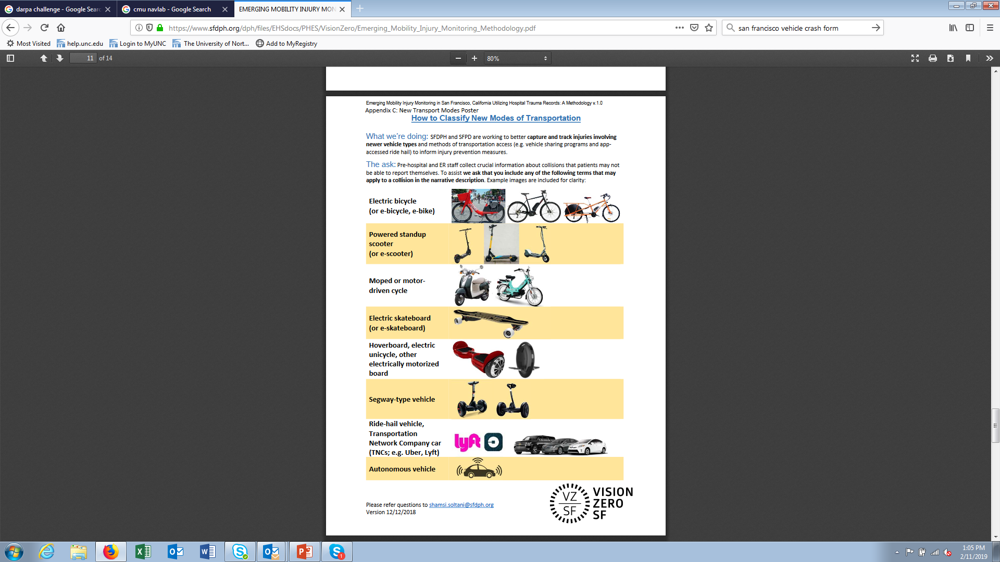 darpa challenge - Google Searc
cmu navlab - Google Search
EMERGING MOBILITY INJURY MON
https://www.sfdph.org/dph/files/EHSdocs/PHES/VisionZero/Emerging_Mobility_Injury_Monitoring_Methodology.pdf
san francisco vehicle crash form
Most Visited
help.unc.edu
Login to MyUNC
The University of Nort...
Add to MyRegistry
11 of 14
80%
Emerging Mobility Injury Monitoring in San Francisco, California Utilizing Hospital Trauma Records: A Methodology v.1.0
Appendix C: New Transport Modes Poster
How to Classify New Modes of Transportation
What we’re doing: SFDPH and SFPD are working to better capture and track injuries involving
newer vehicle types and methods of transportation access (e.g. vehicle sharing programs and app-
accessed ride hail) to inform injury prevention measures.
The ask: Pre-hospital and ER staff collect crucial information about collisions that patients may not
be able to report themselves. To assist we ask that you include any of the following terms that may
apply to a collision in the narrative description. Example images are included for clarity:
Electric bicycle
(or e-bicycle, e-bike)
Powered standup
scooter
(or e-scooter)
Moped or motor-
driven cycle
Electric skateboard
(or e-skateboard)
Hoverboard, electric
unicycle, other
electrically motorized
board
Segway-type vehicle
Ride-hail vehicle,
Transportation
Network Company car
(TNCs; e.g. Uber, Lyft)
lyft
Autonomous vehicle
VZ
SF
VISION
ZERO
SF
Please refer questions to shamsi.soltani@sfdph.org
Version 12/12/2018
1:05 PM
2/11/2019